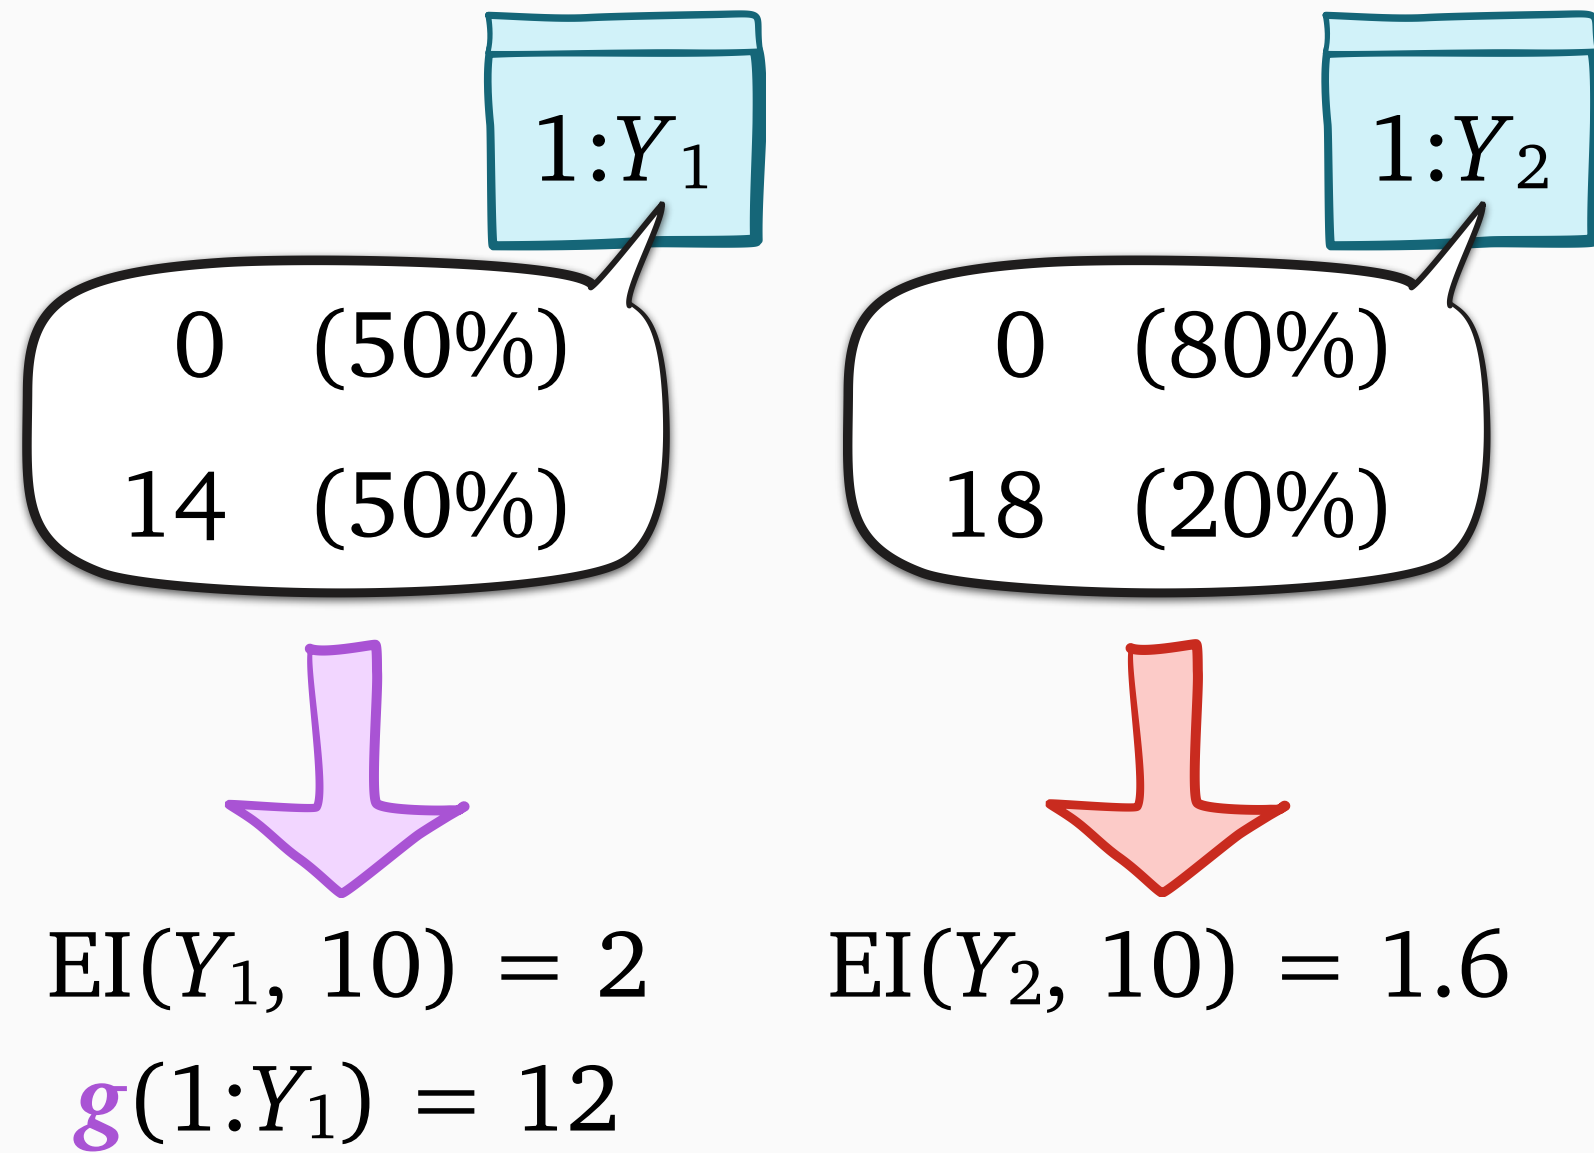 1:Y₁
0 (50%)
14 (50%)
EI(Y₁, 10) = 2
g(1:Y₁) = 12
1:Y₂
0 (80%)
18 (20%)
EI(Y₂, 10) = 1.6